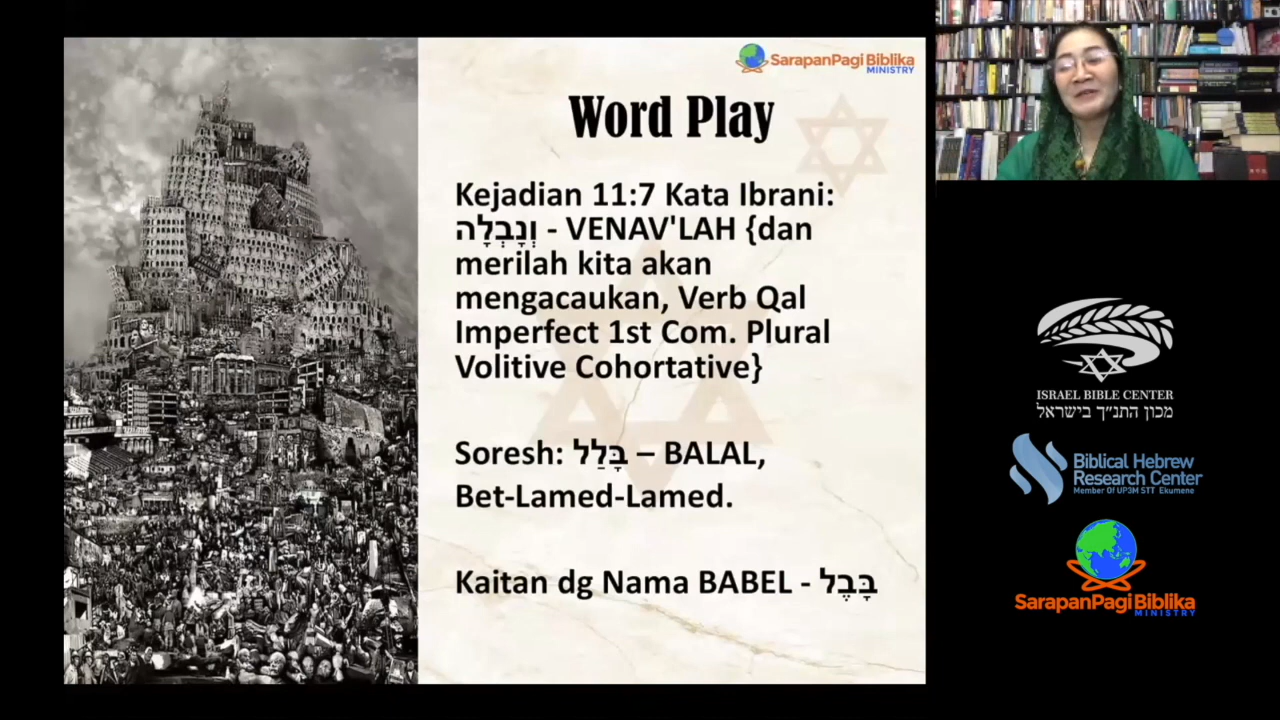 SarapanPagi Biblika
MINISTRY
Word Play
Kejadian 11:7 Kata Ibrani:
וְנָבְלָה - VENAV'LAH {dan
merilah kita akan
mengacaukan, Verb Qal
Imperfect 1st Com. Plural
Volitive Cohortative}
Soresh: בָּלַל – BALAL,
Bet-Lamed-Lamed.
Kaitan dg Nama BABEL - בָּבֶל
ISRAEL BIBLE CENTER
מכון התנ״ך בישראל
Biblical Hebrew
Research Center
Member Of UP3M STT Ekumene
SarapanPagi Biblika
MINISTRY